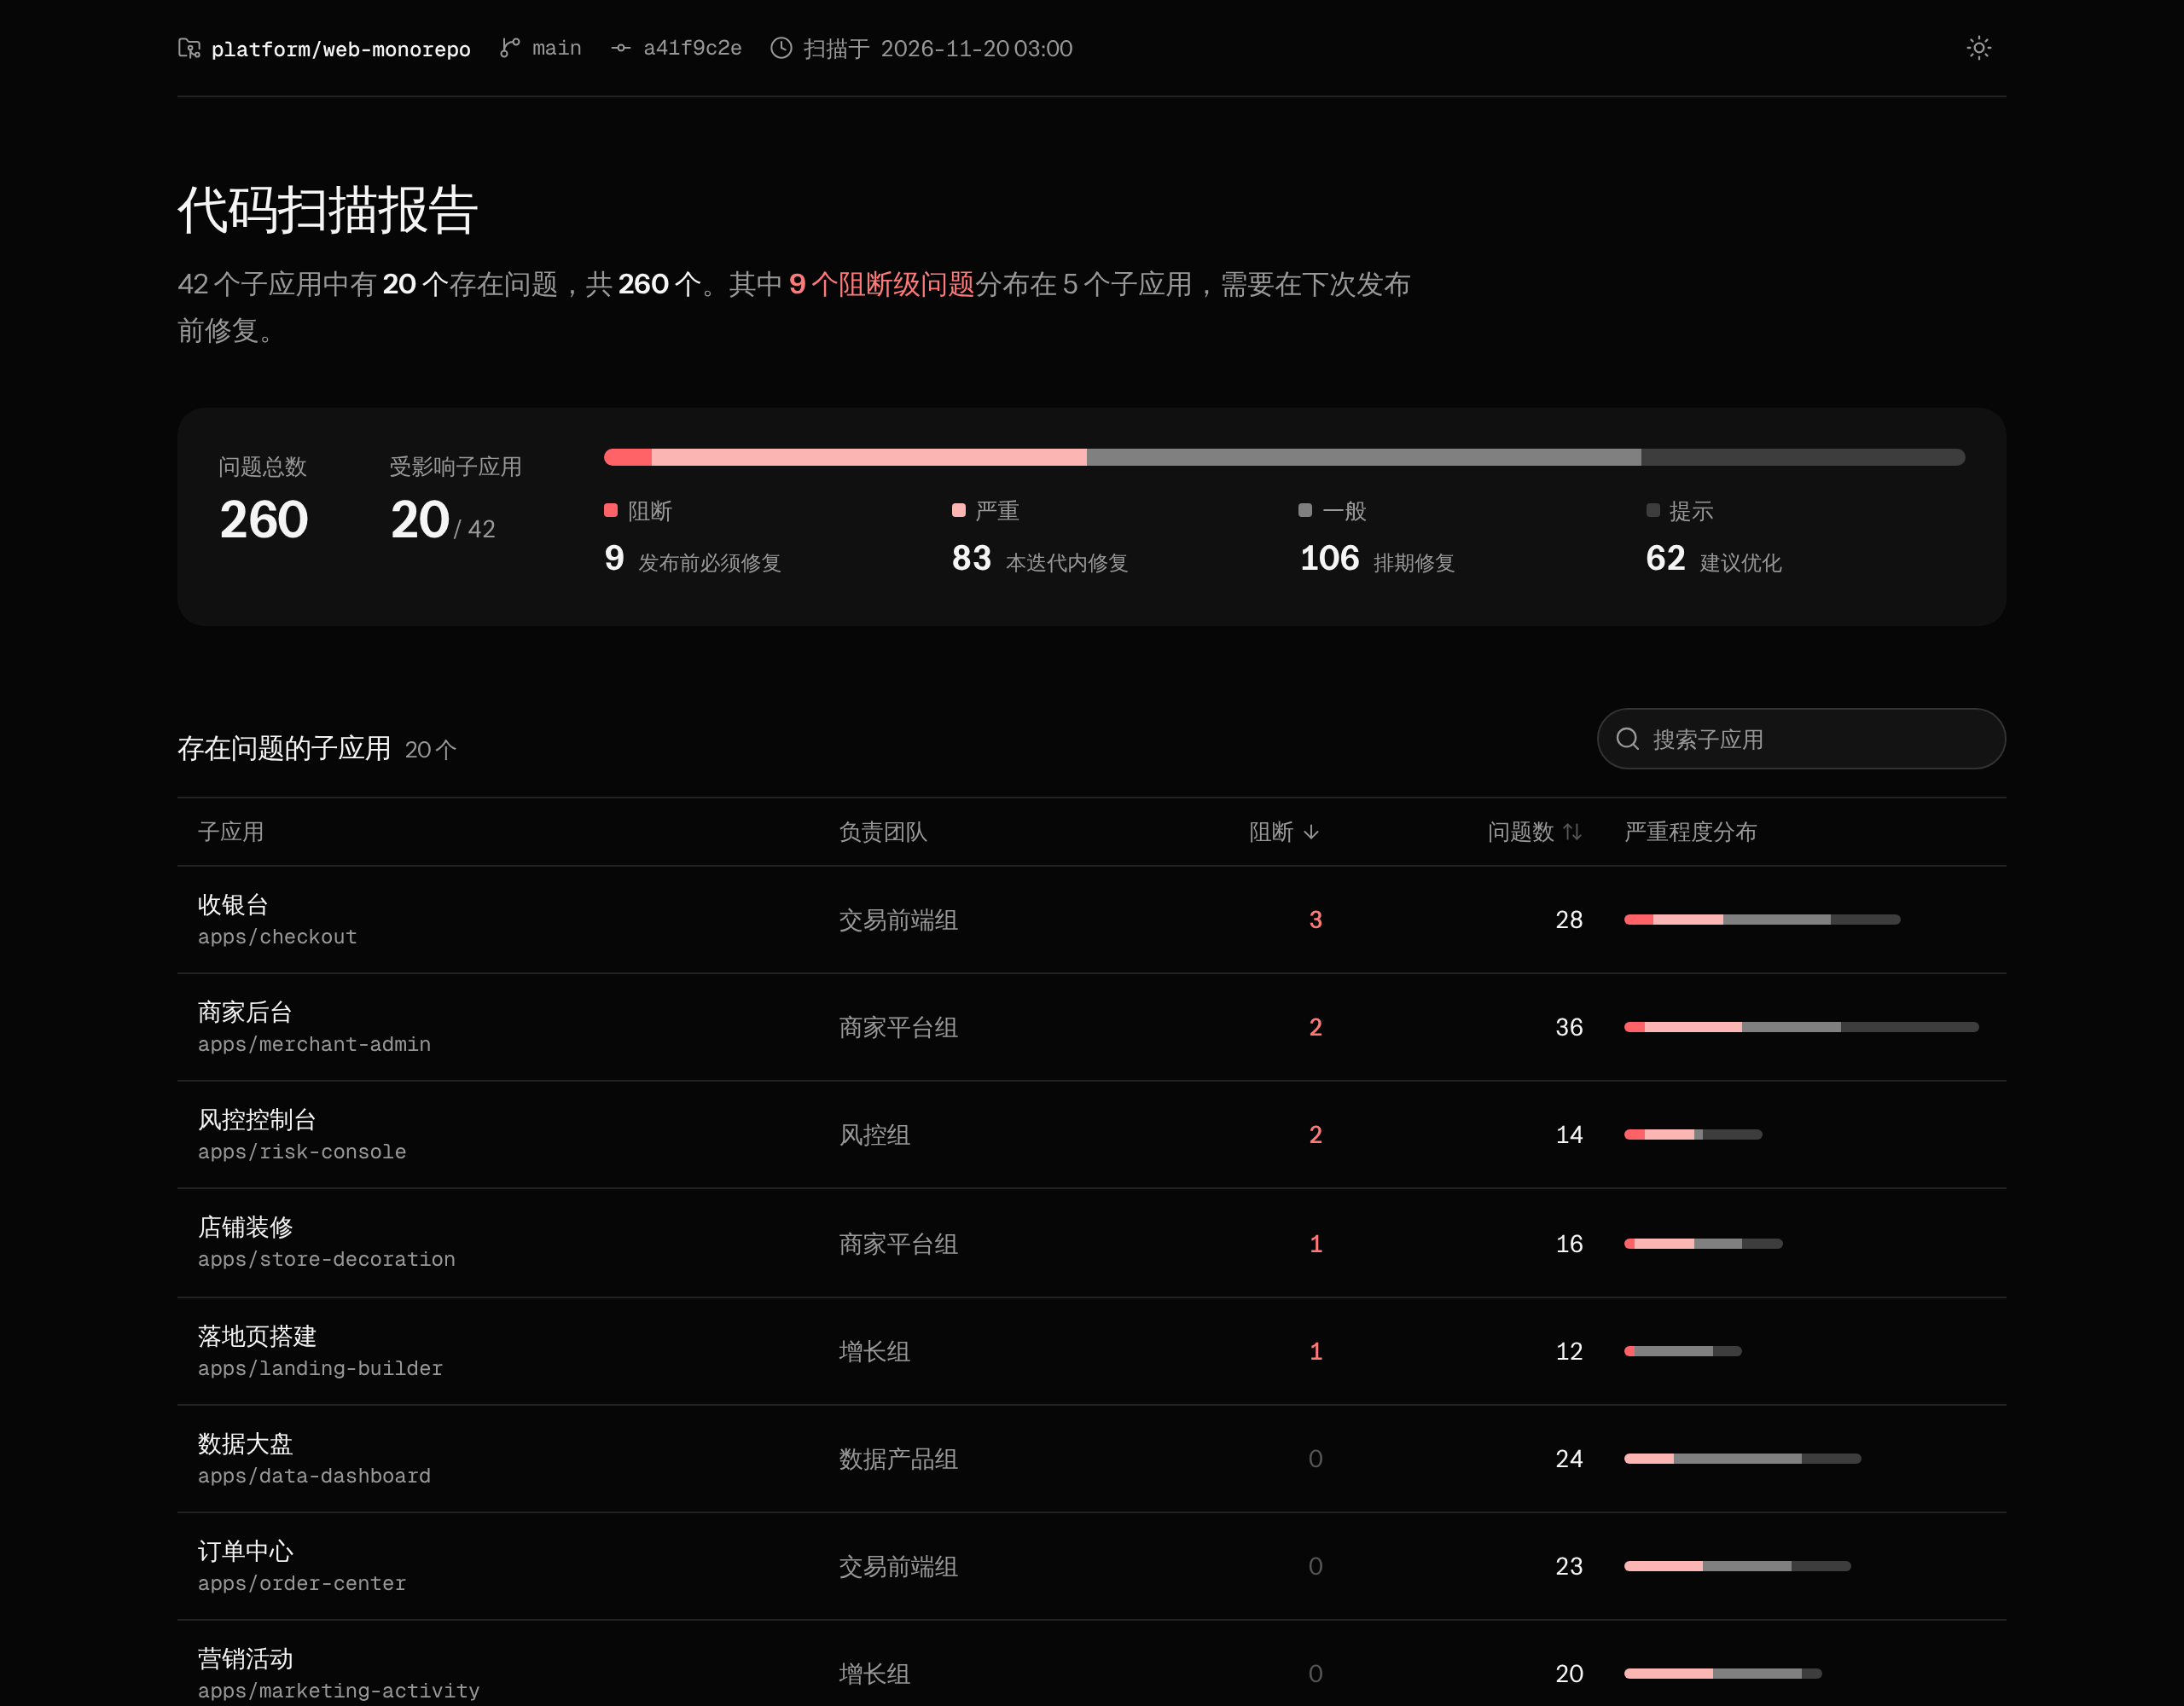 platform/web-monorepo main a41f9c2e 扫描于 2026-11-20 03:00
代码扫描报告
42 个子应用中有 20 个存在问题，共 260 个。其中 9 个阻断级问题分布在 5 个子应用，需要在下次发布
前修复。
问题总数 受影响子应用
260 20 / 42
阻断 严重 一般 提示
9 发布前必须修复 83 本迭代内修复 106 排期修复 62 建议优化
存在问题的子应用 20 个 搜索子应用
子应用 负责团队 阻断 问题数 严重程度分布
收银台
apps/checkout 交易前端组 3 28
商家后台
apps/merchant-admin 商家平台组 2 36
风控控制台
apps/risk-console 风控组 2 14
店铺装修
apps/store-decoration 商家平台组 1 16
落地页搭建
apps/landing-builder 增长组 1 12
数据大盘
apps/data-dashboard 数据产品组 0 24
订单中心
apps/order-center 交易前端组 0 23
营销活动
apps/marketing-activity 增长组 0 20